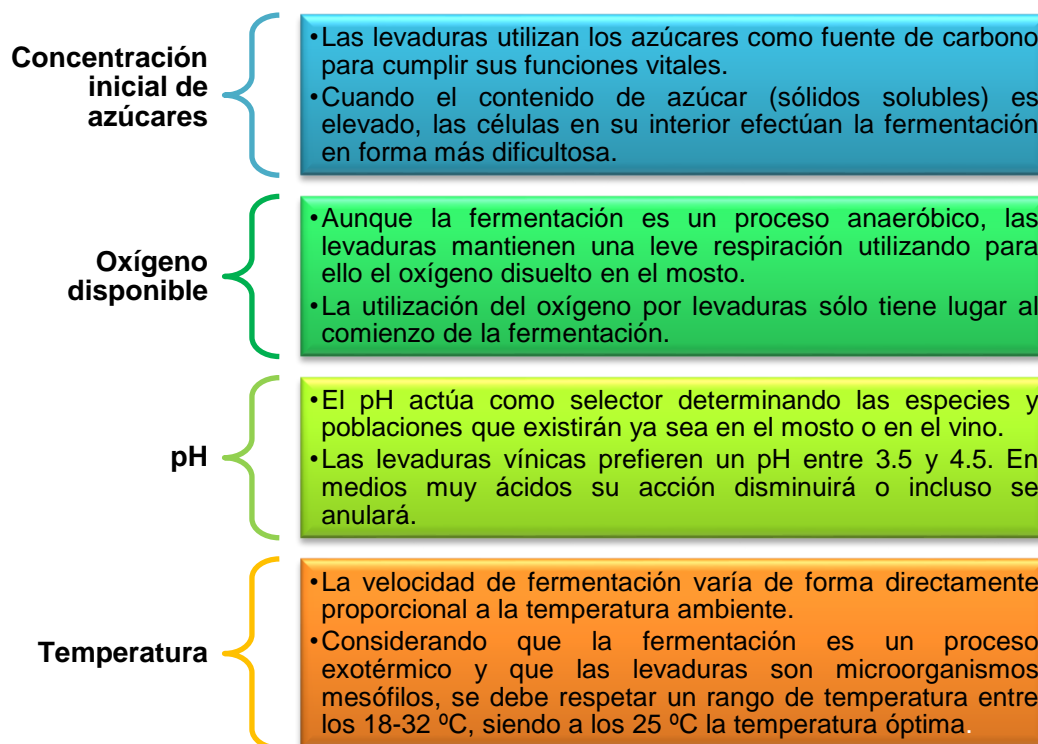 Concentración
inicial de
azúcares
•Las levaduras utilizan los azúcares como fuente de carbono
para cumplir sus funciones vitales.
•Cuando el contenido de azúcar (sólidos solubles) es
elevado, las células en su interior efectúan la fermentación
en forma más dificultosa.
Oxígeno
disponible
•Aunque la fermentación es un proceso anaeróbico, las
levaduras mantienen una leve respiración utilizando para
ello el oxígeno disuelto en el mosto.
•La utilización del oxígeno por levaduras sólo tiene lugar al
comienzo de la fermentación.
pH
•El pH actúa como selector determinando las especies y
poblaciones que existirán ya sea en el mosto o en el vino.
•Las levaduras vínicas prefieren un pH entre 3.5 y 4.5. En
medios muy ácidos su acción disminuirá o incluso se
anulará.
Temperatura
•La velocidad de fermentación varía de forma directamente
proporcional a la temperatura ambiente.
•Considerando que la fermentación es un proceso
exotérmico y que las levaduras son microorganismos
mesófilos, se debe respetar un rango de temperatura entre
los 18-32 ºC, siendo a los 25 ºC la temperatura óptima.